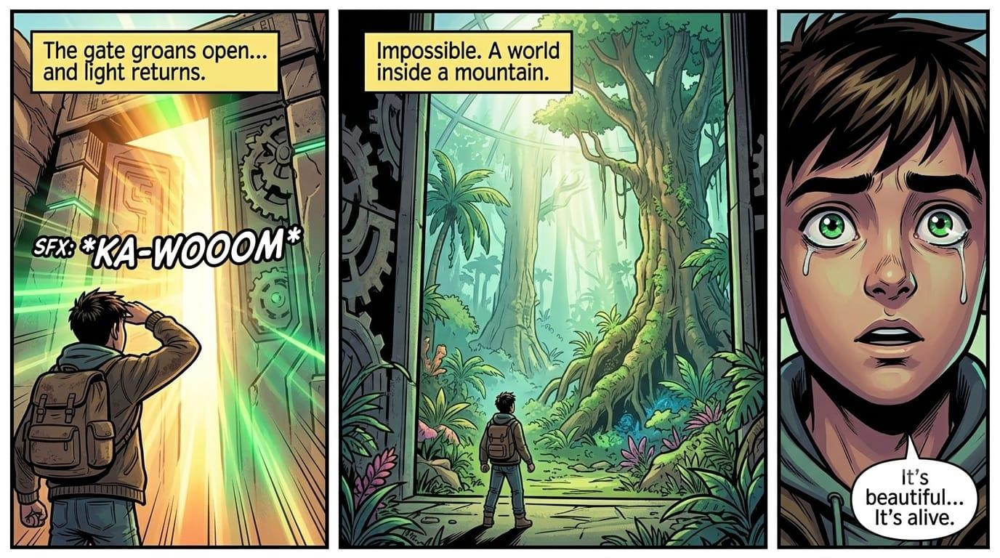 The gate groans open...
and light returns.
SFX: *KA-WOOOM*
Impossible. A world
inside a mountain.
It's
beautiful...
It's alive.